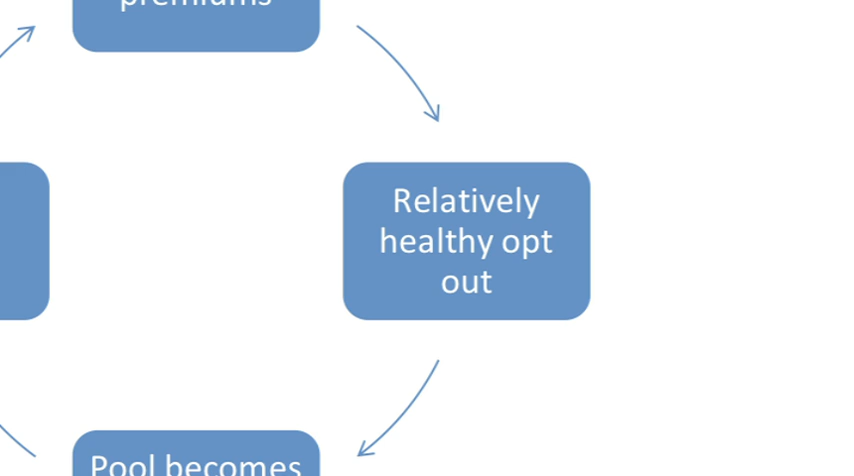 premiums
Relatively
healthy opt
out
Pool becomes